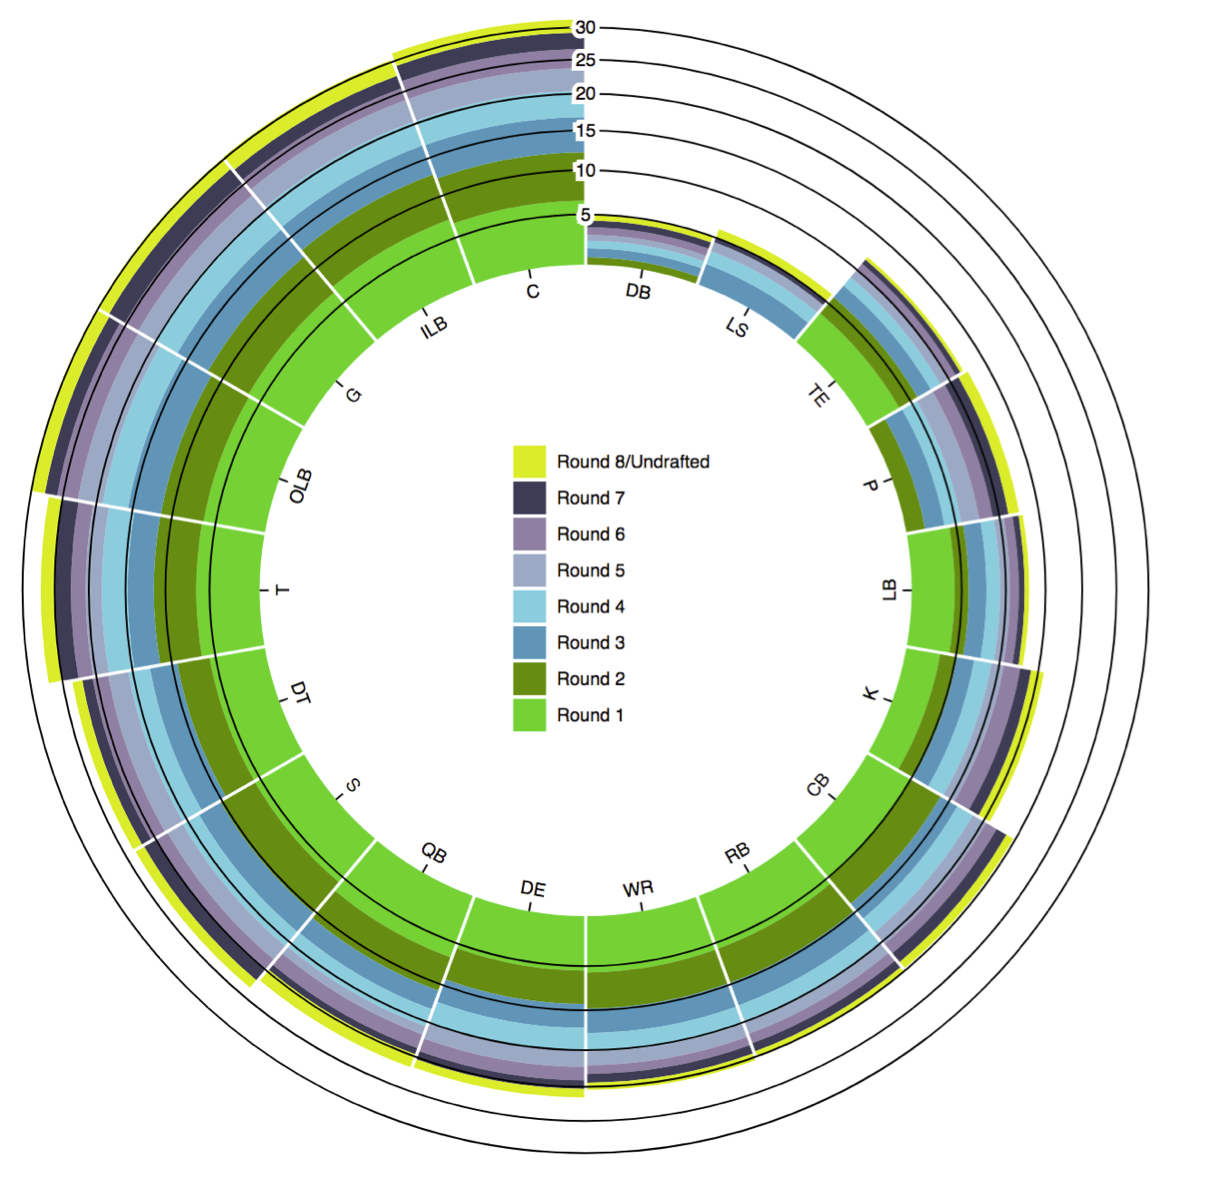 30
25
20
15
10
5
C
DB
ILB
LS
G
TE
OLB
P
T
LB
DT
K
S
CB
QB
RB
DE
WR
Round 8/Undrafted
Round 7
Round 6
Round 5
Round 4
Round 3
Round 2
Round 1